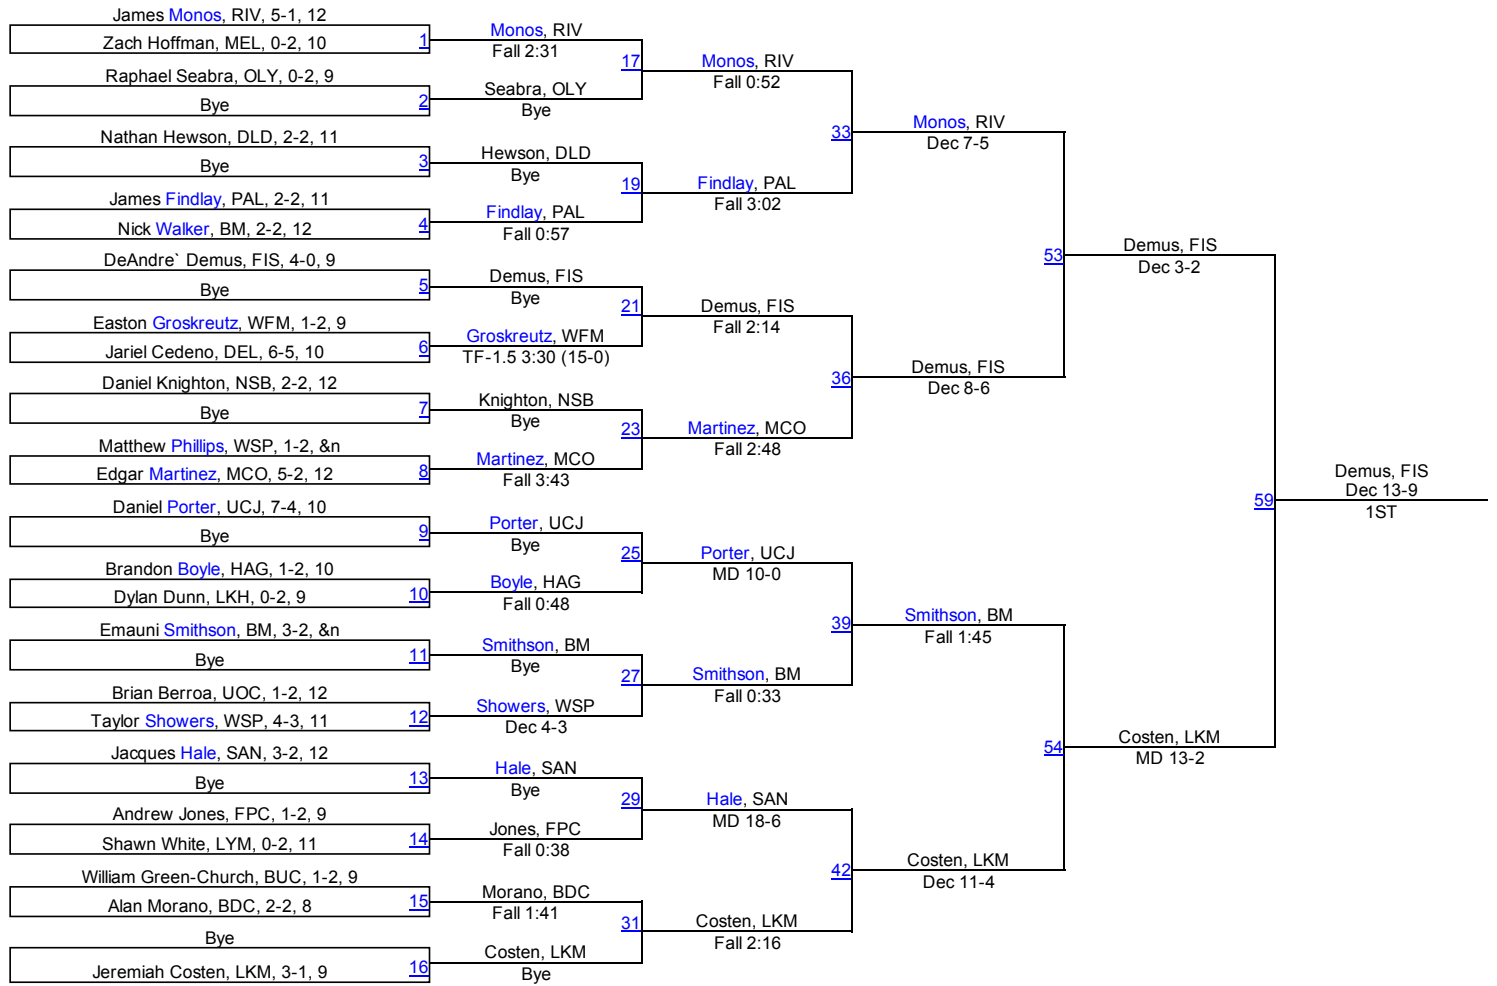 James Monos, RIV, 5-1, 12
Zach Hoffman, MEL, 0-2, 10
1
Raphael Seabra, OLY, 0-2, 9
Bye
2
Nathan Hewson, DLD, 2-2, 11
Bye
3
James Findlay, PAL, 2-2, 11
Nick Walker, BM, 2-2, 12
4
DeAndre` Demus, FIS, 4-0, 9
Bye
5
Easton Groskreutz, WFM, 1-2, 9
Jariel Cedeno, DEL, 6-5, 10
6
Daniel Knighton, NSB, 2-2, 12
Bye
7
Matthew Phillips, WSP, 1-2, &n
Edgar Martinez, MCO, 5-2, 12
8
Daniel Porter, UCJ, 7-4, 10
Bye
9
Brandon Boyle, HAG, 1-2, 10
Dylan Dunn, LKH, 0-2, 9
10
Emauni Smithson, BM, 3-2, &n
Bye
11
Brian Berroa, UOC, 1-2, 12
Taylor Showers, WSP, 4-3, 11
12
Jacques Hale, SAN, 3-2, 12
Bye
13
Andrew Jones, FPC, 1-2, 9
Shawn White, LYM, 0-2, 11
14
William Green-Church, BUC, 1-2, 9
Alan Morano, BDC, 2-2, 8
15
Bye
Jeremiah Costen, LKM, 3-1, 9
16
Monos, RIV
Fall 2:31
17
Seabra, OLY
Bye
Hewson, DLD
Bye
19
Findlay, PAL
Fall 0:57
Demus, FIS
Bye
21
Groskreutz, WFM
TF-1.5 3:30 (15-0)
Knighton, NSB
Bye
23
Martinez, MCO
Fall 3:43
Porter, UCJ
Bye
25
Boyle, HAG
Fall 0:48
Smithson, BM
Bye
27
Showers, WSP
Dec 4-3
Hale, SAN
Bye
29
Jones, FPC
Fall 0:38
Morano, BDC
Fall 1:41
31
Costen, LKM
Bye
Monos, RIV
Fall 0:52
33
Findlay, PAL
Fall 3:02
Demus, FIS
Fall 2:14
36
Martinez, MCO
Fall 2:48
Porter, UCJ
MD 10-0
39
Smithson, BM
Fall 0:33
Hale, SAN
MD 18-6
42
Costen, LKM
Fall 2:16
Monos, RIV
Dec 7-5
53
Demus, FIS
Dec 8-6
Smithson, BM
Fall 1:45
54
Costen, LKM
Dec 11-4
Demus, FIS
Dec 3-2
59
Costen, LKM
MD 13-2
Demus, FIS
Dec 13-9
1ST